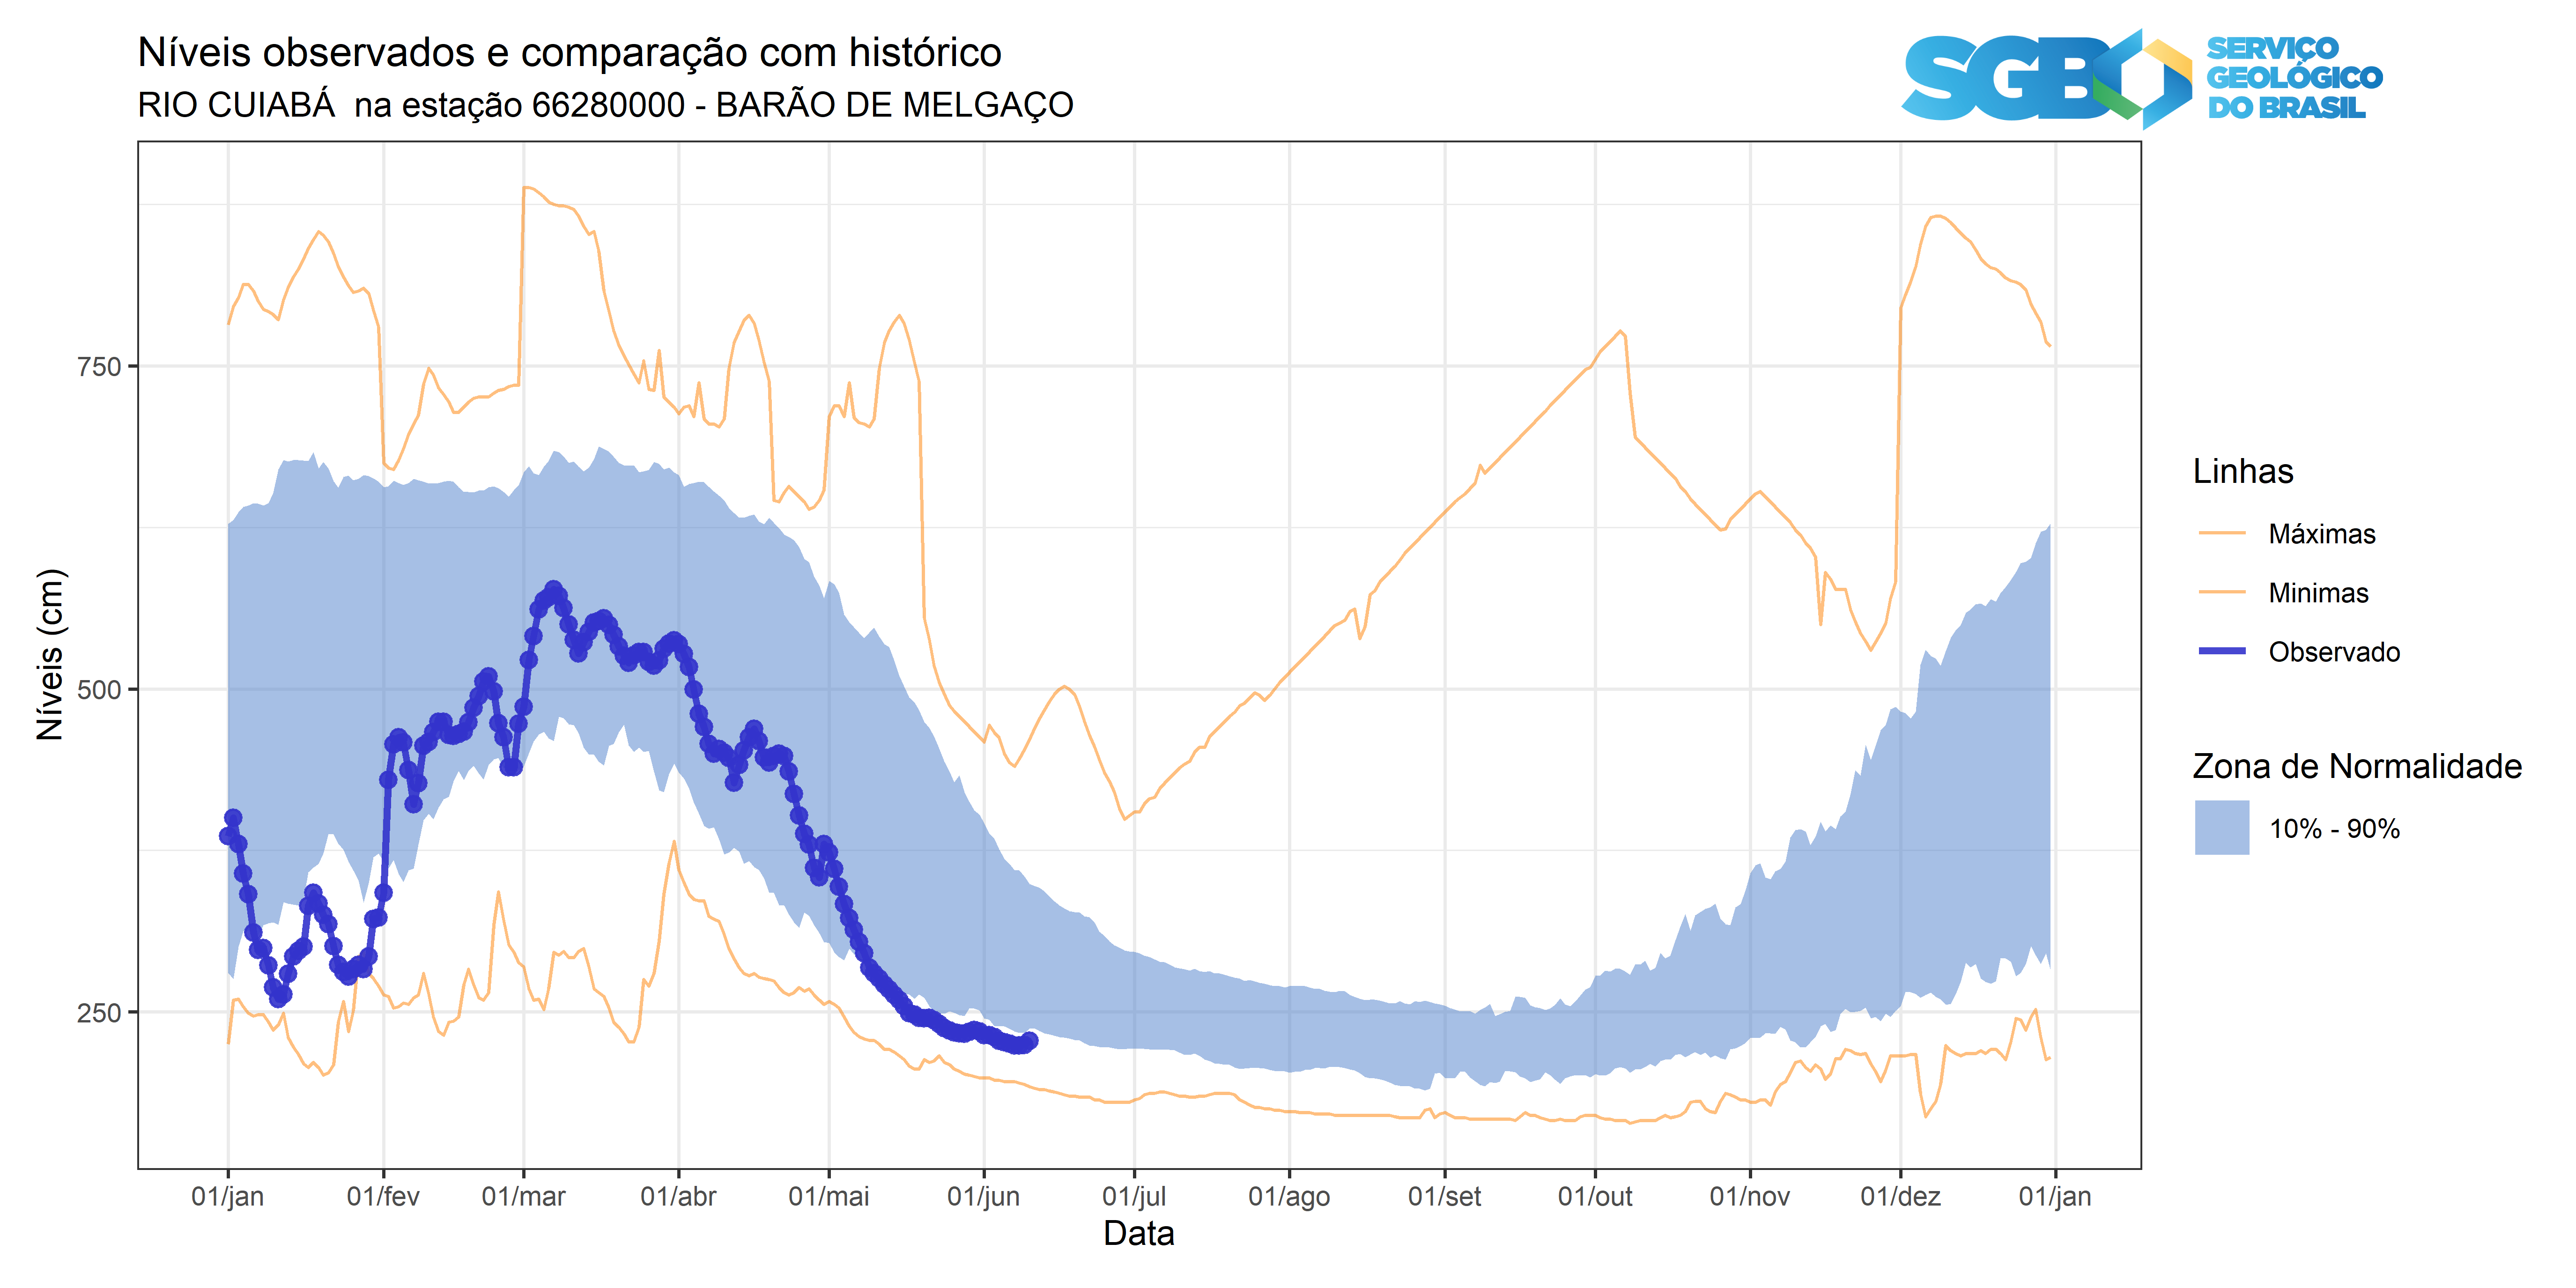 Níveis observados e comparação com histórico
RIO CUIABÁ  na estação 66280000 - BARÃO DE MELGAÇO
SGB
SERVIÇO
GEOLÓGICO
DO BRASIL
Níveis (cm)
750
500
250
01/jan 01/fev 01/mar 01/abr 01/mai 01/jun 01/jul 01/ago 01/set 01/out 01/nov 01/dez 01/jan
Data
Linhas
Máximas
Minimas
Observado
Zona de Normalidade
10% - 90%